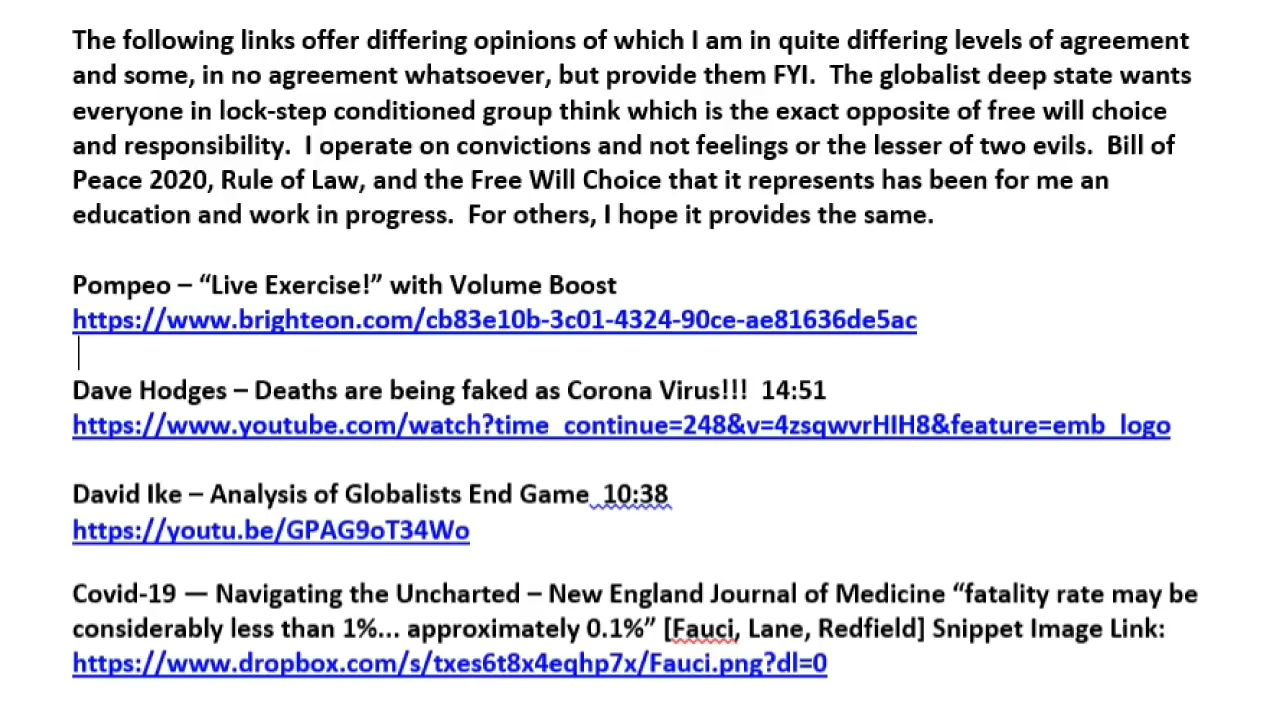 The following links offer differing opinions of which I am in quite differing levels of agreement
and some, in no agreement whatsoever, but provide them FYI.  The globalist deep state wants
everyone in lock-step conditioned group think which is the exact opposite of free will choice
and responsibility.  I operate on convictions and not feelings or the lesser of two evils.  Bill of
Peace 2020, Rule of Law, and the Free Will Choice that it represents has been for me an
education and work in progress.  For others, I hope it provides the same.
Pompeo – “Live Exercise!” with Volume Boost
https://www.brighteon.com/cb83e10b-3c01-4324-90ce-ae81636de5ac
Dave Hodges – Deaths are being faked as Corona Virus!!!  14:51
https://www.youtube.com/watch?time_continue=248&v=4zsqwvrHIH8&feature=emb_logo
David Ike – Analysis of Globalists End Game  10:38
https://youtu.be/GPAG9oT34Wo
Covid-19 — Navigating the Uncharted – New England Journal of Medicine “fatality rate may be
considerably less than 1%... approximately 0.1%” [Fauci, Lane, Redfield] Snippet Image Link:
https://www.dropbox.com/s/txes6t8x4eqhp7x/Fauci.png?dl=0